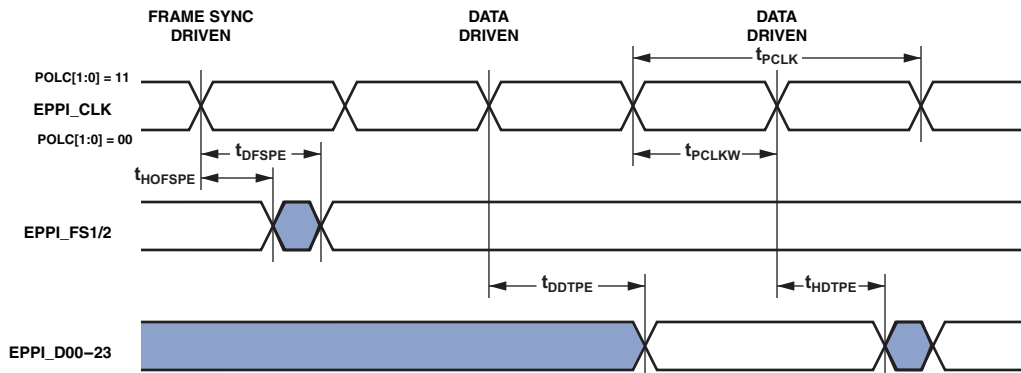 FRAME SYNC
DRIVEN
DATA
DRIVEN
DATA
DRIVEN
tPCLK
POLC[1:0] = 11
EPPI_CLK
POLC[1:0] = 00
tDFSPE
tPCLKW
tHOFSPE
EPPI_FS1/2
tDDTPE
tHDTPE
EPPI_D00–23